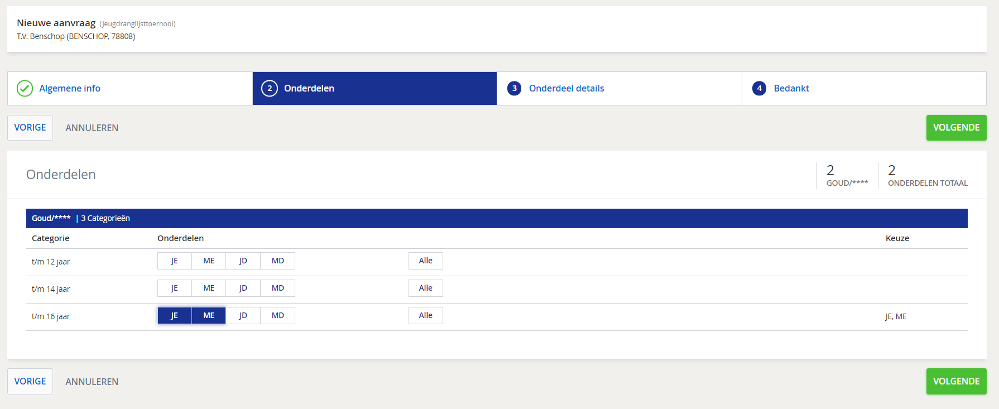 Nieuwe aanvraag (Jeugdranglijsttoernooi)
T.V. Benschop (BENSCHOP, 78808)
Algemene info
2 Onderdelen
3 Onderdeel details
4 Bedankt
VORIGE ANNULEREN VOLGENDE
Onderdelen
2 GOUD/****
2 ONDERDELEN TOTAAL
Goud/**** | 3 Categorieën
Categorie Onderdelen Keuze
t/m 12 jaar JE ME JD MD Alle
t/m 14 jaar JE ME JD MD Alle
t/m 16 jaar JE ME JD MD Alle JE, ME
VORIGE ANNULEREN VOLGENDE